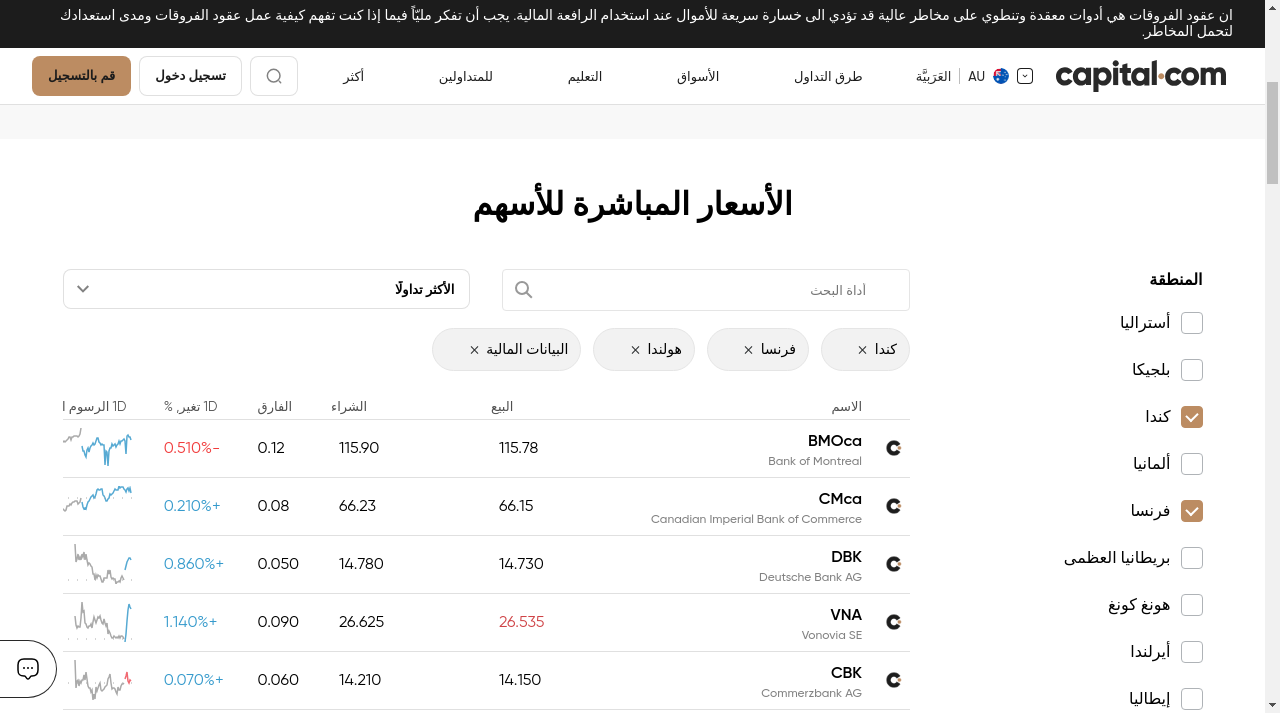 ان عقود الفروقات هي أدوات معقدة وتنطوي على مخاطر عالية قد تؤدي الى خسارة سريعة للأموال عند استخدام الرافعة المالية. يجب أن تفكر مليّاً فيما إذا كنت تفهم كيفية عمل عقود الفروقات ومدى استعدادك
لتحمل المخاطر.
capital.com
AU
العَرَبيَّة
طرق التداول
الأسواق
التعليم
للمتداولين
أكثر
تسجيل دخول
قم بالتسجيل
الأسعار المباشرة للأسهم
المنطقة
أستراليا
بلجيكا
كندا
ألمانيا
فرنسا
بريطانيا العظمى
هونغ كونغ
أيرلندا
إيطاليا
أداة البحث
الأكثر تداولًا
كندا ×
فرنسا ×
هولندا ×
البيانات المالية ×
الاسم البيع الشراء الفارق 1D تغير, % 1D الرسوم ا
BMOca 115.78 115.90 0.12 -0.510%
Bank of Montreal
CMca 66.15 66.23 0.08 +0.210%
Canadian Imperial Bank of Commerce
DBK 14.730 14.780 0.050 +0.860%
Deutsche Bank AG
VNA 26.535 26.625 0.090 +1.140%
Vonovia SE
CBK 14.150 14.210 0.060 +0.070%
Commerzbank AG